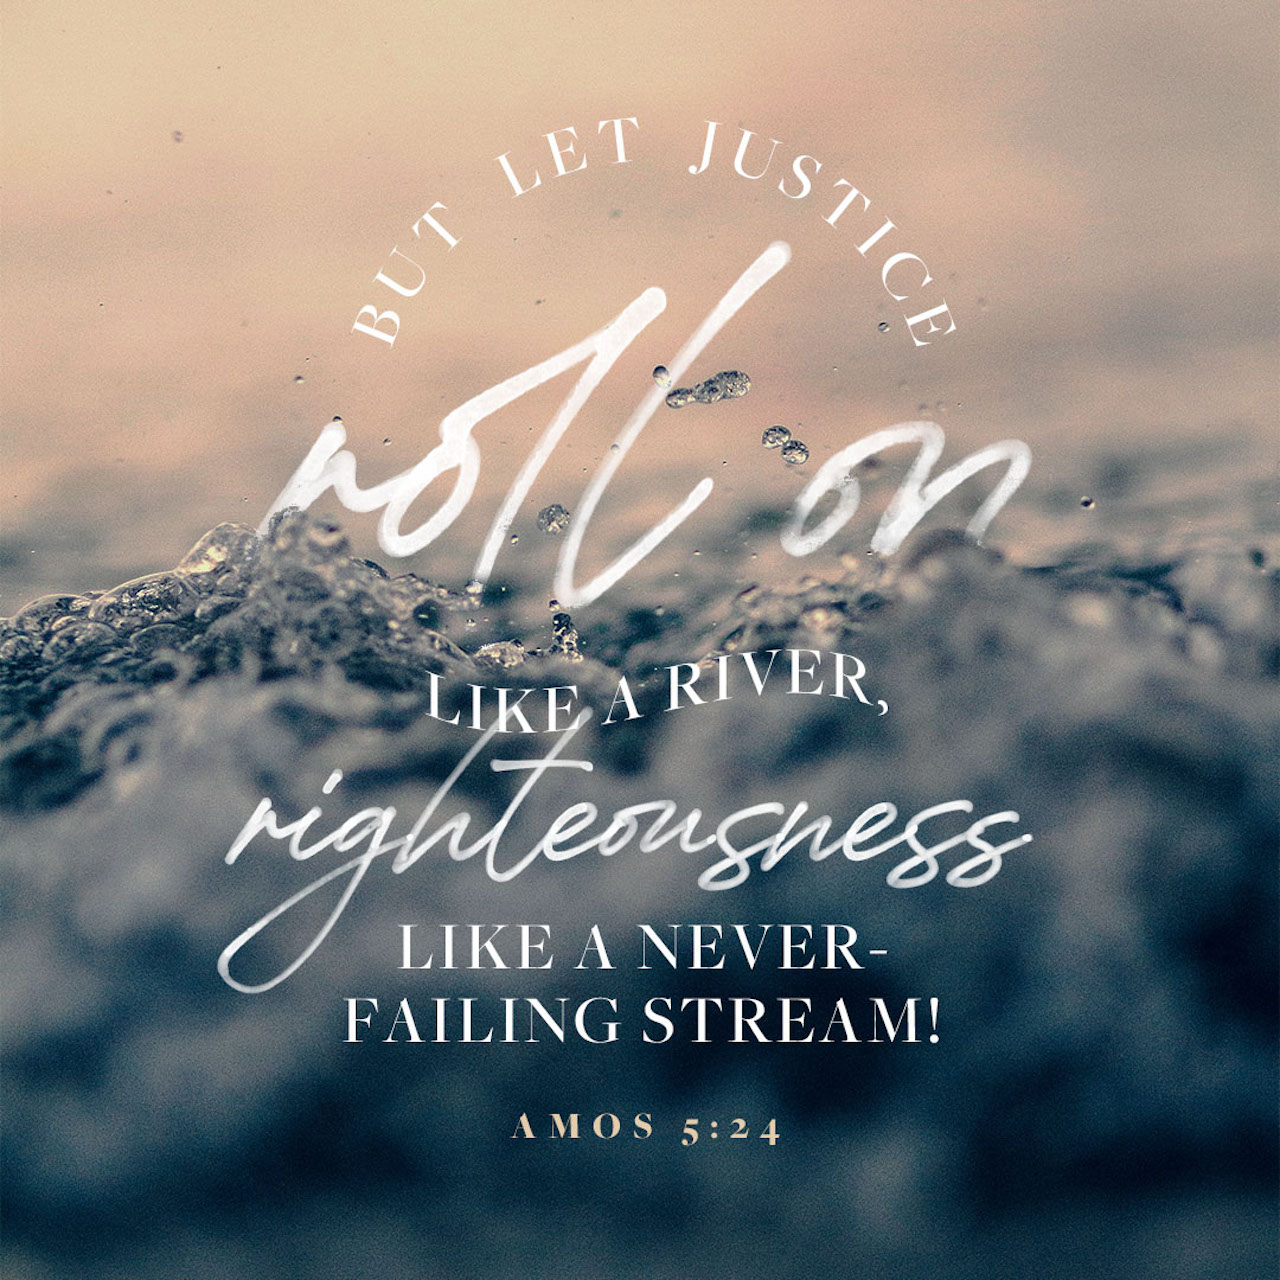 BUT LET JUSTICE
roll on
LIKE A RIVER,
righteousness
LIKE A NEVER-
FAILING STREAM!
AMOS 5:24